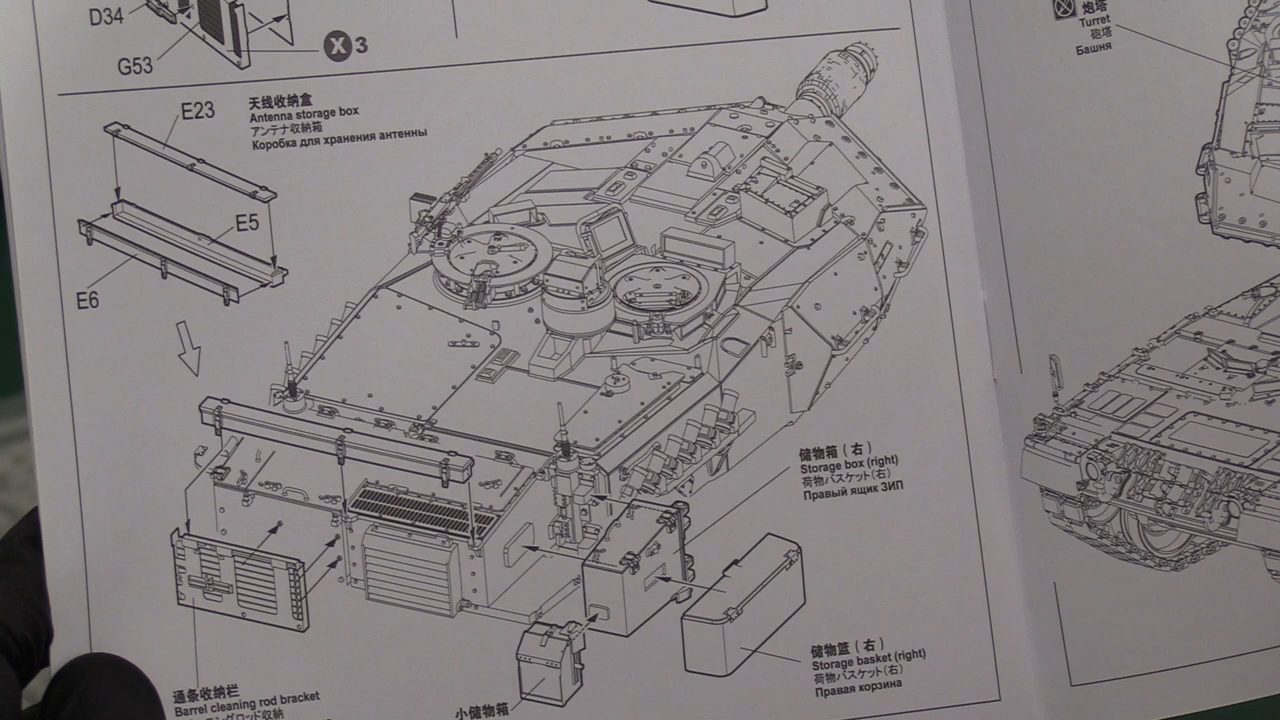 D34
G53
X 3
炮塔
Turret
砲塔
Башня
E23
天线收纳盒
Antenna storage box
アンテナ収納箱
Коробка для хранения антенны
E5
E6
储物箱（右）
Storage box (right)
荷物バスケット(右)
Правый ящик ЗИП
储物篮（右）
Storage basket (right)
荷物バスケット(右)
Правая корзина
通条收纳栏
Barrel cleaning rod bracket
小储物箱